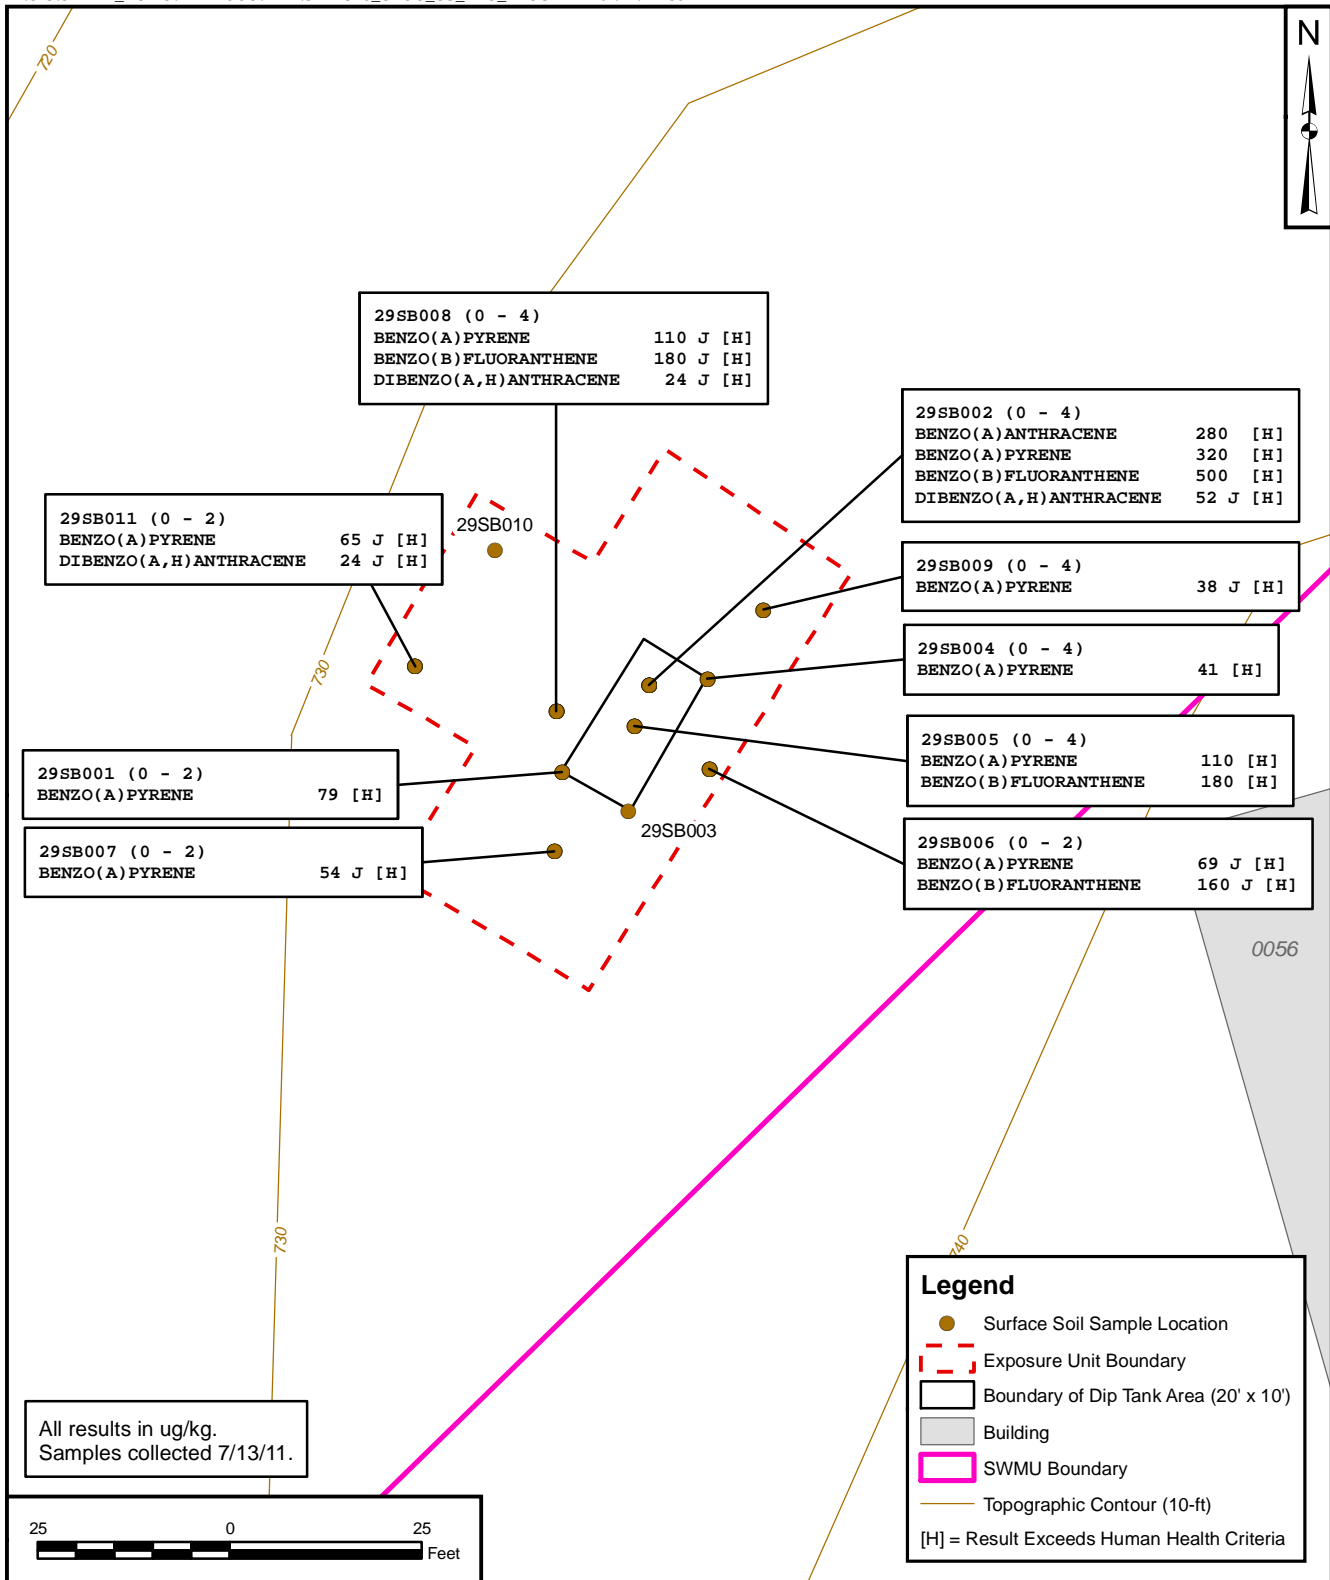 720
N
29SB008 (0 - 4)
BENZO(A)PYRENE 110 J [H]
BENZO(B)FLUORANTHENE 180 J [H]
DIBENZO(A,H)ANTHRACENE 24 J [H]
29SB002 (0 - 4)
BENZO(A)ANTHRACENE 280 [H]
BENZO(A)PYRENE 320 [H]
BENZO(B)FLUORANTHENE 500 [H]
DIBENZO(A,H)ANTHRACENE 52 J [H]
29SB011 (0 - 2)
BENZO(A)PYRENE 65 J [H]
DIBENZO(A,H)ANTHRACENE 24 J [H]
29SB010
29SB009 (0 - 4)
BENZO(A)PYRENE 38 J [H]
29SB004 (0 - 4)
BENZO(A)PYRENE 41 [H]
730
29SB005 (0 - 4)
BENZO(A)PYRENE 110 [H]
BENZO(B)FLUORANTHENE 180 [H]
29SB001 (0 - 2)
BENZO(A)PYRENE 79 [H]
29SB003
29SB007 (0 - 2)
BENZO(A)PYRENE 54 J [H]
29SB006 (0 - 2)
BENZO(A)PYRENE 69 J [H]
BENZO(B)FLUORANTHENE 160 J [H]
0056
730
740
Legend
Surface Soil Sample Location
Exposure Unit Boundary
Boundary of Dip Tank Area (20' x 10')
Building
SWMU Boundary
Topographic Contour (10-ft)
[H] = Result Exceeds Human Health Criteria
All results in ug/kg.
Samples collected 7/13/11.
25 0 25
Feet